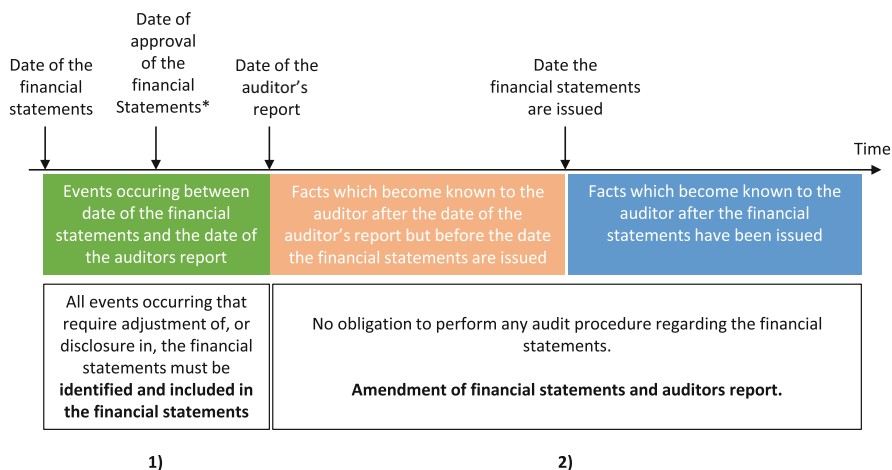 Date of the
financial
statements
Date of
approval
of the
financial
Statements*
Date of the
auditor's
report
Date the
financial statements
are issued
Time
Events occuring between
date of the financial
statements and the date of
the auditors report
Facts which become known to the
auditor after the date of the
auditor's report but before the date
the financial statements are issued
Facts which become known to the
auditor after the financial
statements have been issued
All events occurring that
require adjustment of, or
disclosure in, the financial
statements must be
identified and included in
the financial statements
No obligation to perform any audit procedure regarding the financial
statements.
Amendment of financial statements and auditors report.
1)
2)